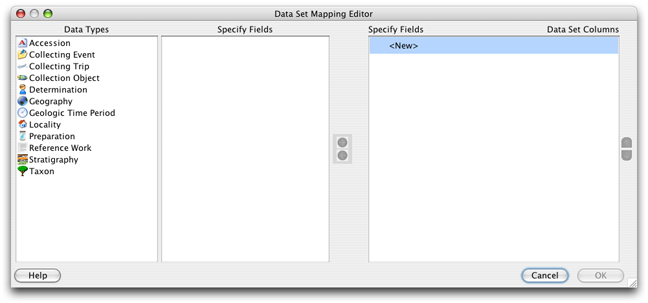 Data Set Mapping Editor
Data Types
Specify Fields
Specify Fields
Data Set Columns
Accession
Collecting Event
Collecting Trip
Collection Object
Determination
Geography
Geologic Time Period
Locality
Preparation
Reference Work
Stratigraphy
Taxon
<New>
Help
Cancel
OK